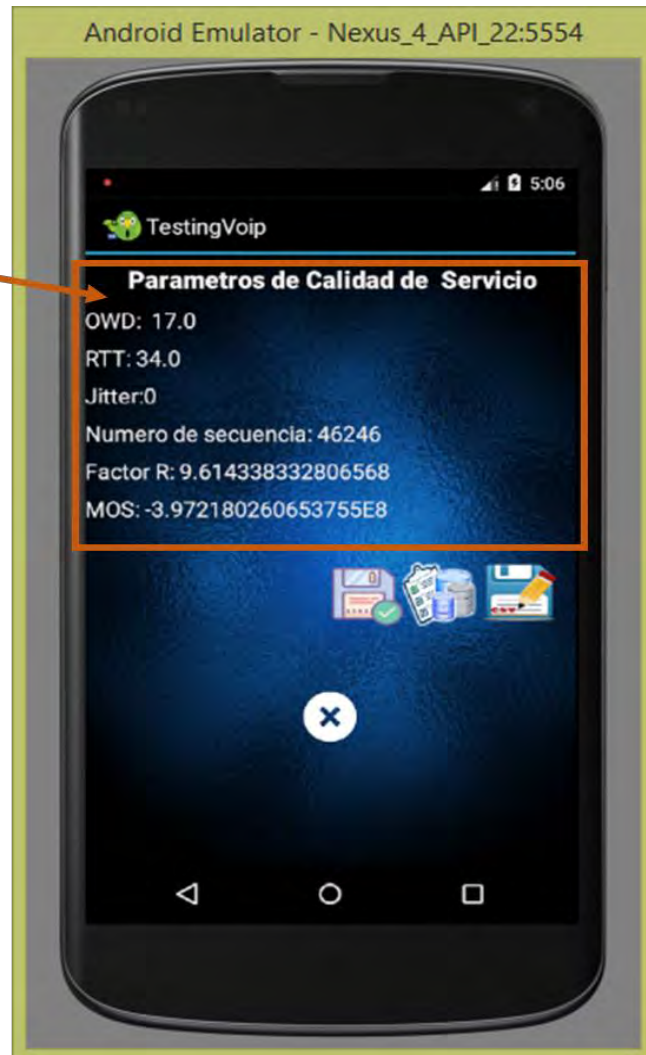 Android Emulator - Nexus_4_API_22:5554
5:06
TestingVoip
Parametros de Calidad de Servicio
OWD: 17.0
RTT: 34.0
Jitter:0
Numero de secuencia: 46246
Factor R: 9.614338332806568
MOS: -3.972180260653755E8